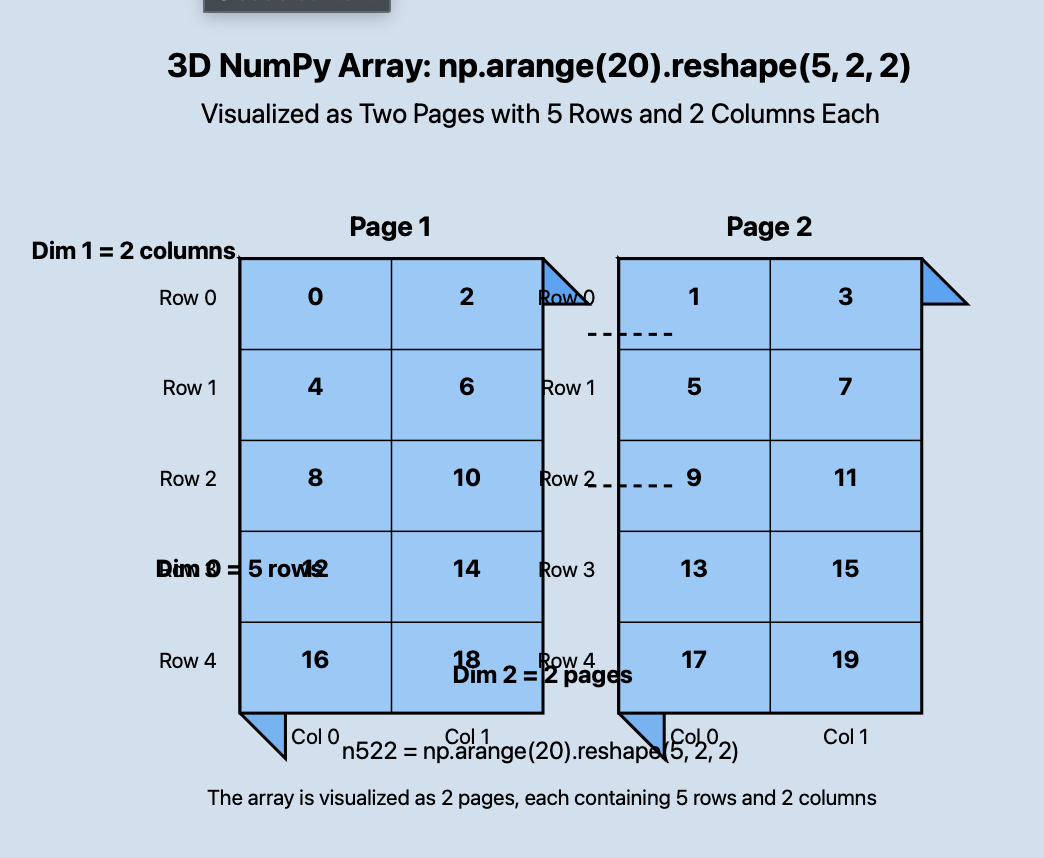 3D NumPy Array: np.arange(20).reshape(5, 2, 2)
Visualized as Two Pages with 5 Rows and 2 Columns Each
Page 1
Page 2
Dim 1 = 2 columns
Row 0
0
2
Row 0
1
3
Row 1
4
6
Row 1
5
7
Row 2
8
10
Row 2
9
11
Row 3
Dim 0 = 5 rows
12
14
Row 3
13
15
Row 4
16
18
Row 4
17
19
Dim 2 = 2 pages
Col 0
Col 1
Col 0
Col 1
n522 = np.arange(20).reshape(5, 2, 2)
The array is visualized as 2 pages, each containing 5 rows and 2 columns